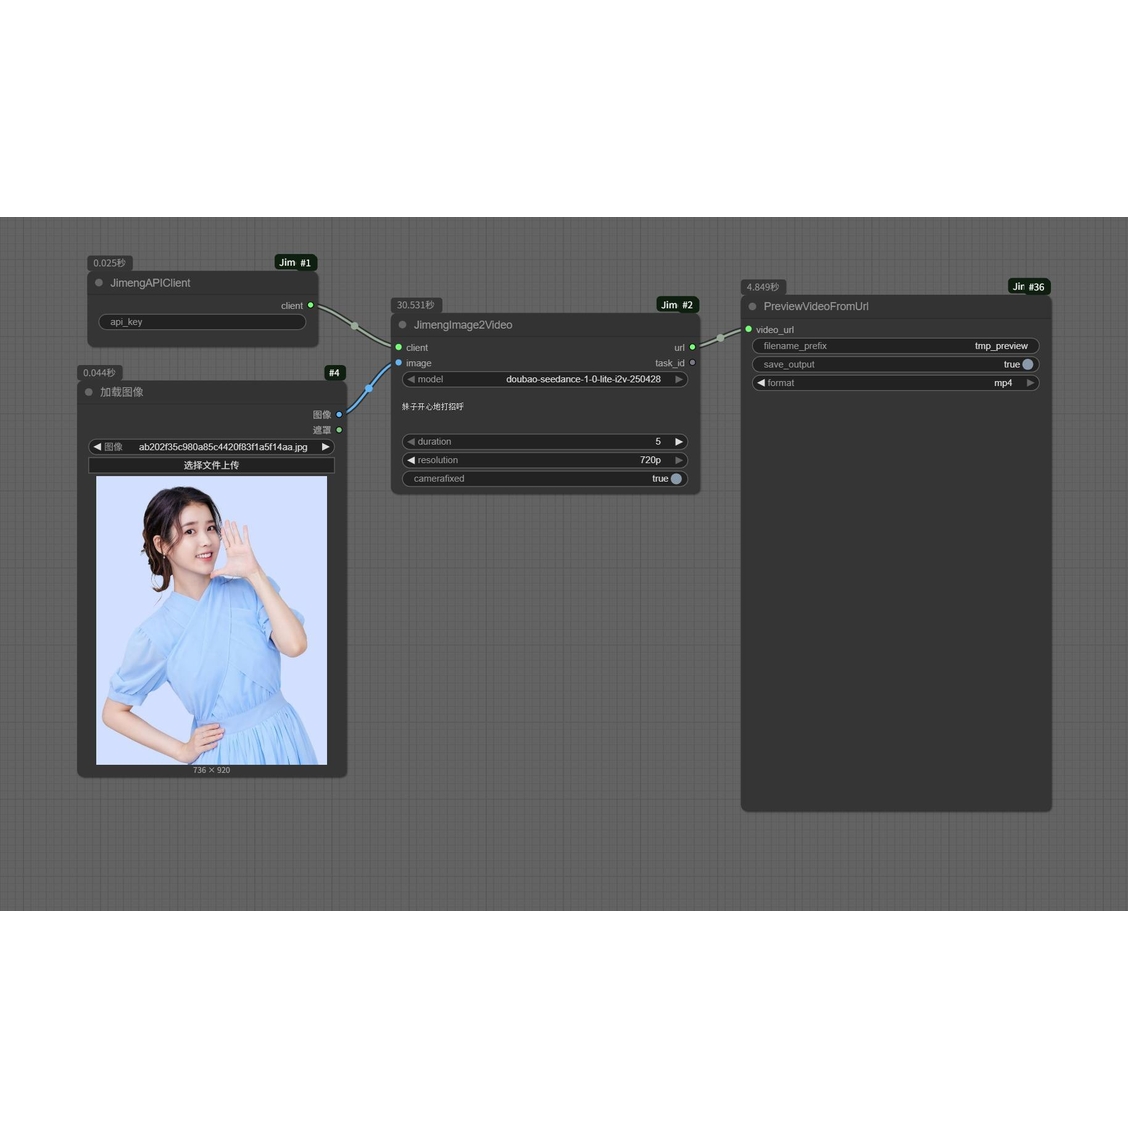 0.025秒
Jim #1
JimengAPIClient
client
api_key
0.044秒
#4
加载图像
图像
遮罩
图像 ab202f35c980a85c4420f83f1a5f14aa.jpg
选择文件上传
736 × 920
30.531秒
Jim #2
JimengImage2Video
client url
image task_id
model doubao-seedance-1-0-lite-i2v-250428
妹子开心地打招呼
duration 5
resolution 720p
camerafixed true
4.849秒
Jin #36
PreviewVideoFromUrl
video_url
filename_prefix tmp_preview
save_output true
format mp4